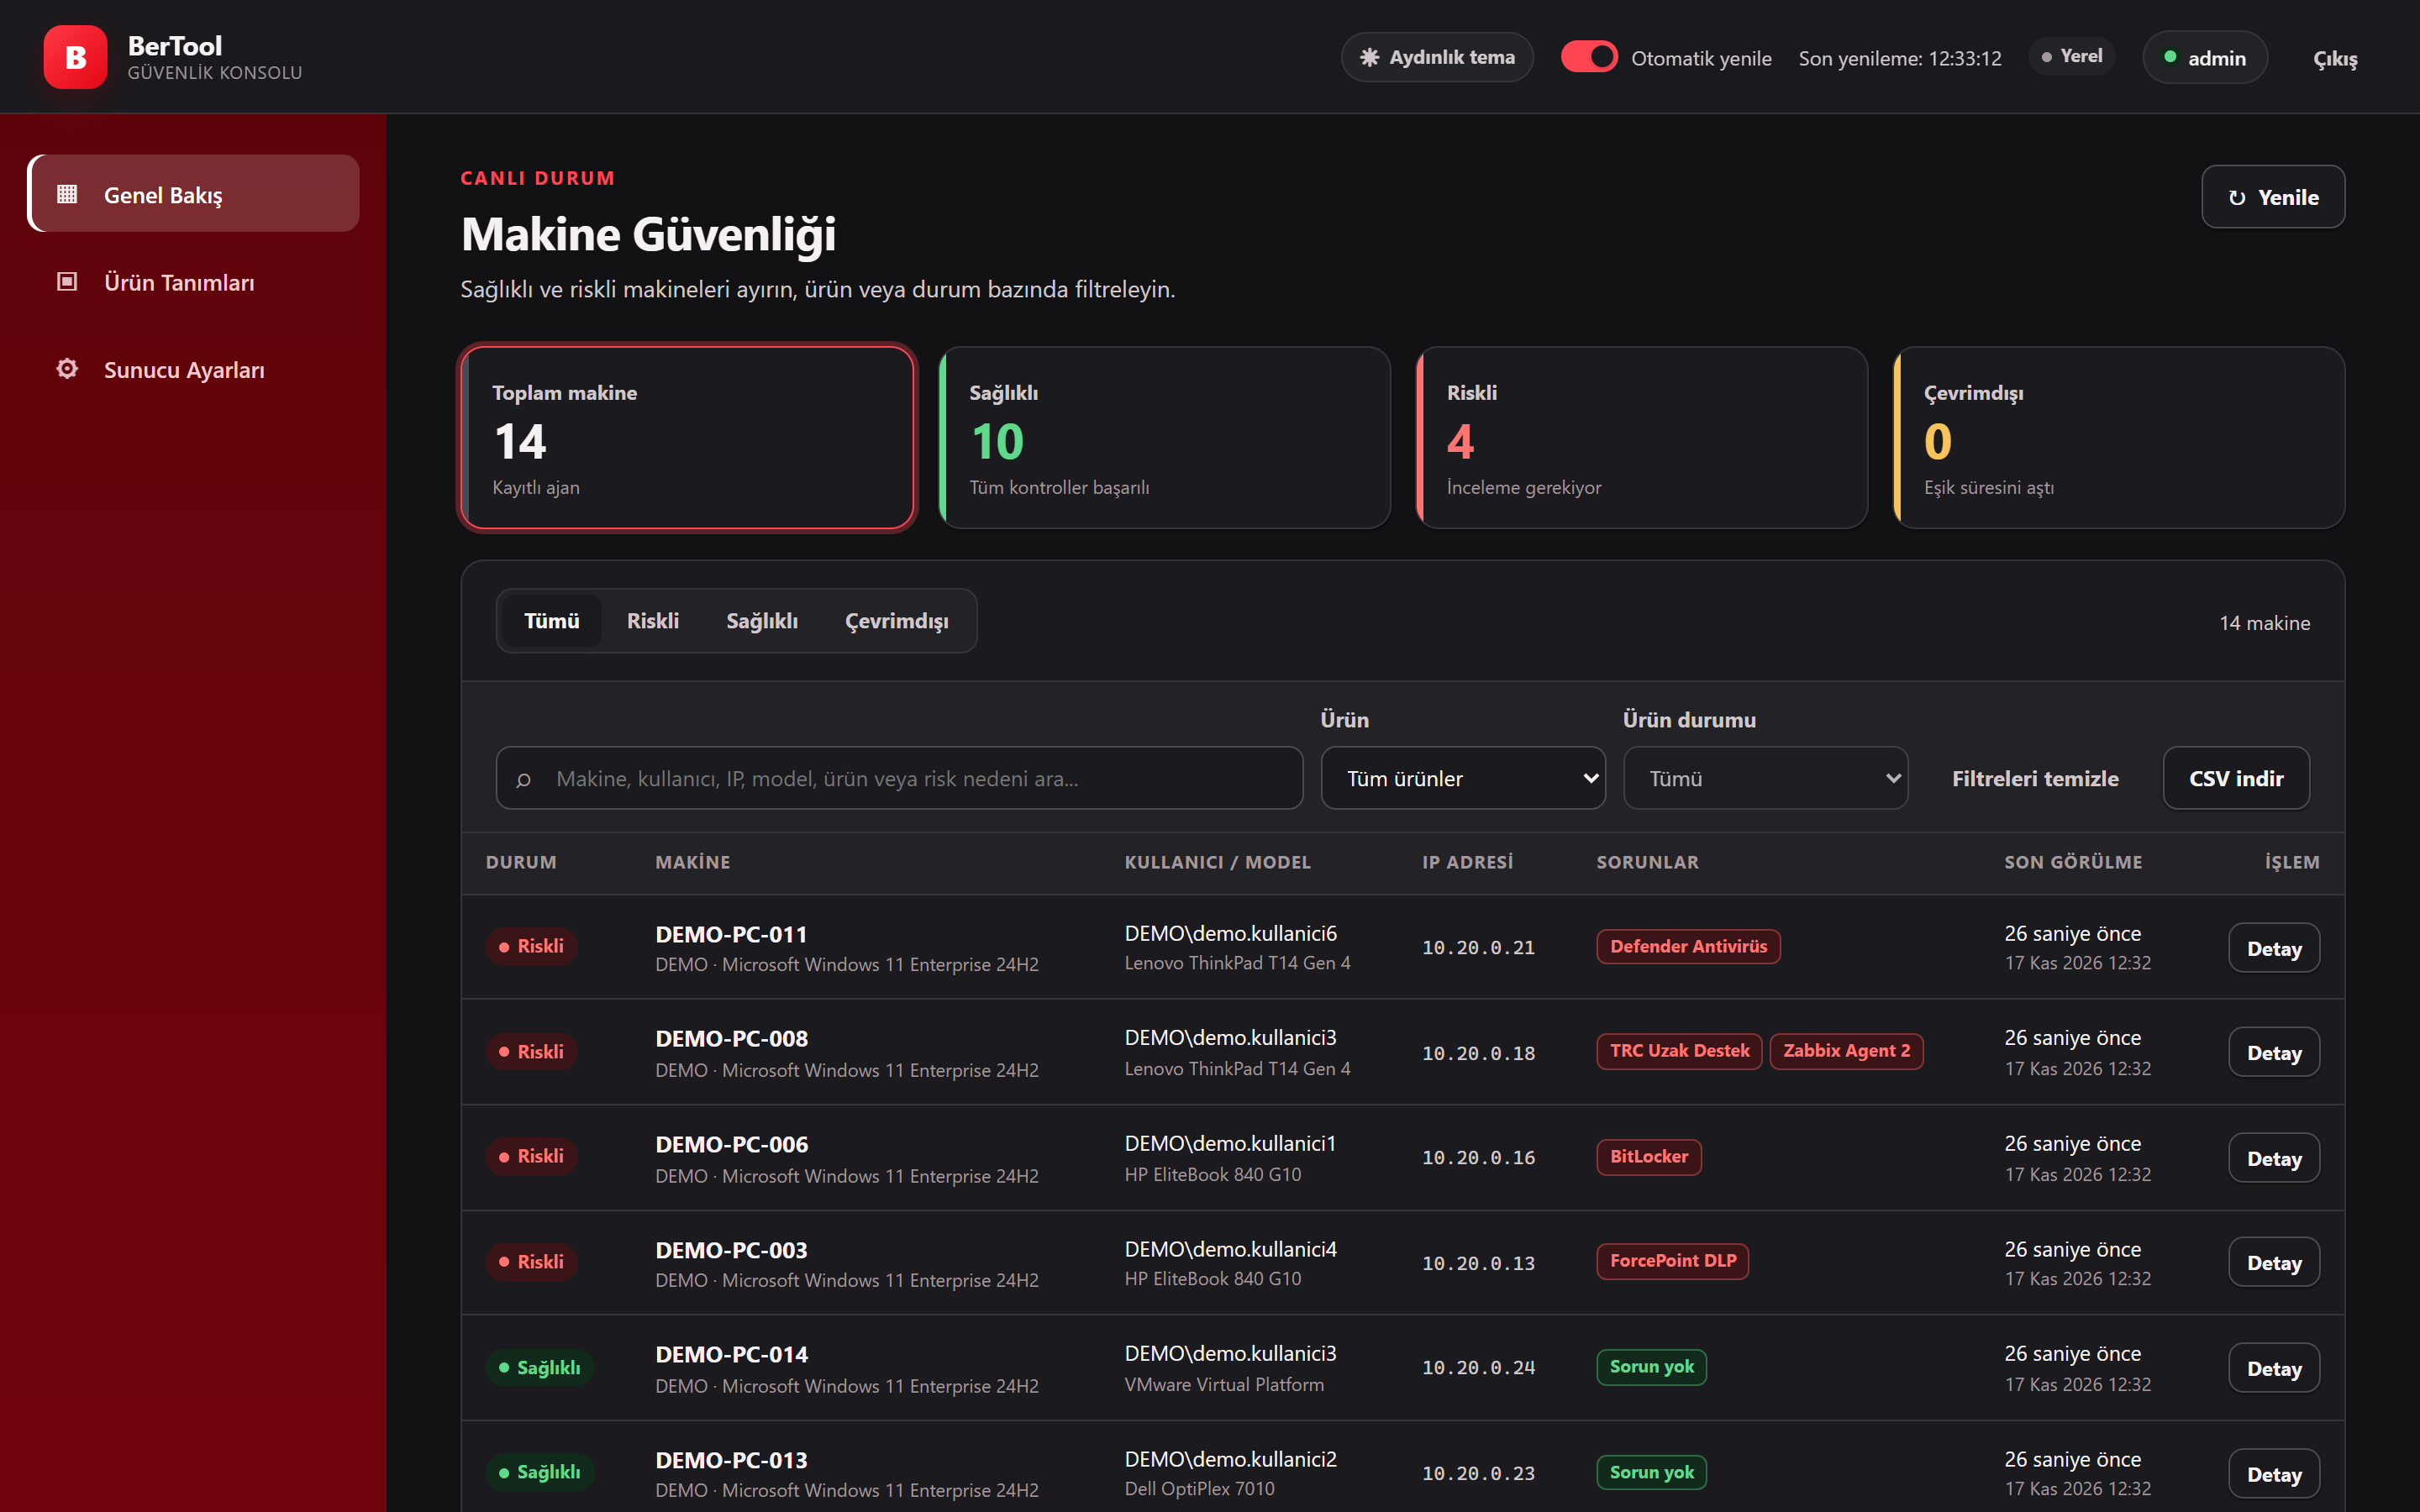 B
BerTool
GÜVENLİK KONSOLU
Aydınlık tema
Otomatik yenile
Son yenileme: 12:33:12
Yerel
admin
Çıkış
Genel Bakış
Ürün Tanımları
Sunucu Ayarları
CANLI DURUM
Makine Güvenliği
Sağlıklı ve riskli makineleri ayırın, ürün veya durum bazında filtreleyin.
Yenile
Toplam makine
14
Kayıtlı ajan
Sağlıklı
10
Tüm kontroller başarılı
Riskli
4
İnceleme gerekiyor
Çevrimdışı
0
Eşik süresini aştı
Tümü Riskli Sağlıklı Çevrimdışı
14 makine
Ürün
Ürün durumu
Makine, kullanıcı, IP, model, ürün veya risk nedeni ara...
Tüm ürünler
Tümü
Filtreleri temizle
CSV indir
DURUM MAKİNE KULLANICI / MODEL IP ADRESİ SORUNLAR SON GÖRÜLME İŞLEM
Riskli
DEMO-PC-011
DEMO · Microsoft Windows 11 Enterprise 24H2
DEMO\demo.kullanici6
Lenovo ThinkPad T14 Gen 4
10.20.0.21
Defender Antivirüs
26 saniye önce
17 Kas 2026 12:32
Detay
Riskli
DEMO-PC-008
DEMO · Microsoft Windows 11 Enterprise 24H2
DEMO\demo.kullanici3
Lenovo ThinkPad T14 Gen 4
10.20.0.18
TRC Uzak Destek
Zabbix Agent 2
26 saniye önce
17 Kas 2026 12:32
Detay
Riskli
DEMO-PC-006
DEMO · Microsoft Windows 11 Enterprise 24H2
DEMO\demo.kullanici1
HP EliteBook 840 G10
10.20.0.16
BitLocker
26 saniye önce
17 Kas 2026 12:32
Detay
Riskli
DEMO-PC-003
DEMO · Microsoft Windows 11 Enterprise 24H2
DEMO\demo.kullanici4
HP EliteBook 840 G10
10.20.0.13
ForcePoint DLP
26 saniye önce
17 Kas 2026 12:32
Detay
Sağlıklı
DEMO-PC-014
DEMO · Microsoft Windows 11 Enterprise 24H2
DEMO\demo.kullanici3
VMware Virtual Platform
10.20.0.24
Sorun yok
26 saniye önce
17 Kas 2026 12:32
Detay
Sağlıklı
DEMO-PC-013
DEMO · Microsoft Windows 11 Enterprise 24H2
DEMO\demo.kullanici2
Dell OptiPlex 7010
10.20.0.23
Sorun yok
26 saniye önce
17 Kas 2026 12:32
Detay